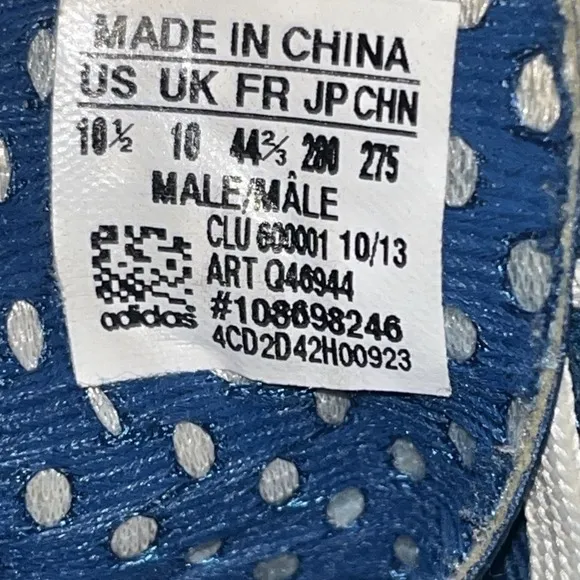 MADE IN CHINA
US UK FR JP CHN
10½ 10 44⅔ 280 275
MALE/MÂLE
CLU 600001 10/13
ART Q46944
#108698246
adidas 4CD2D42H00923